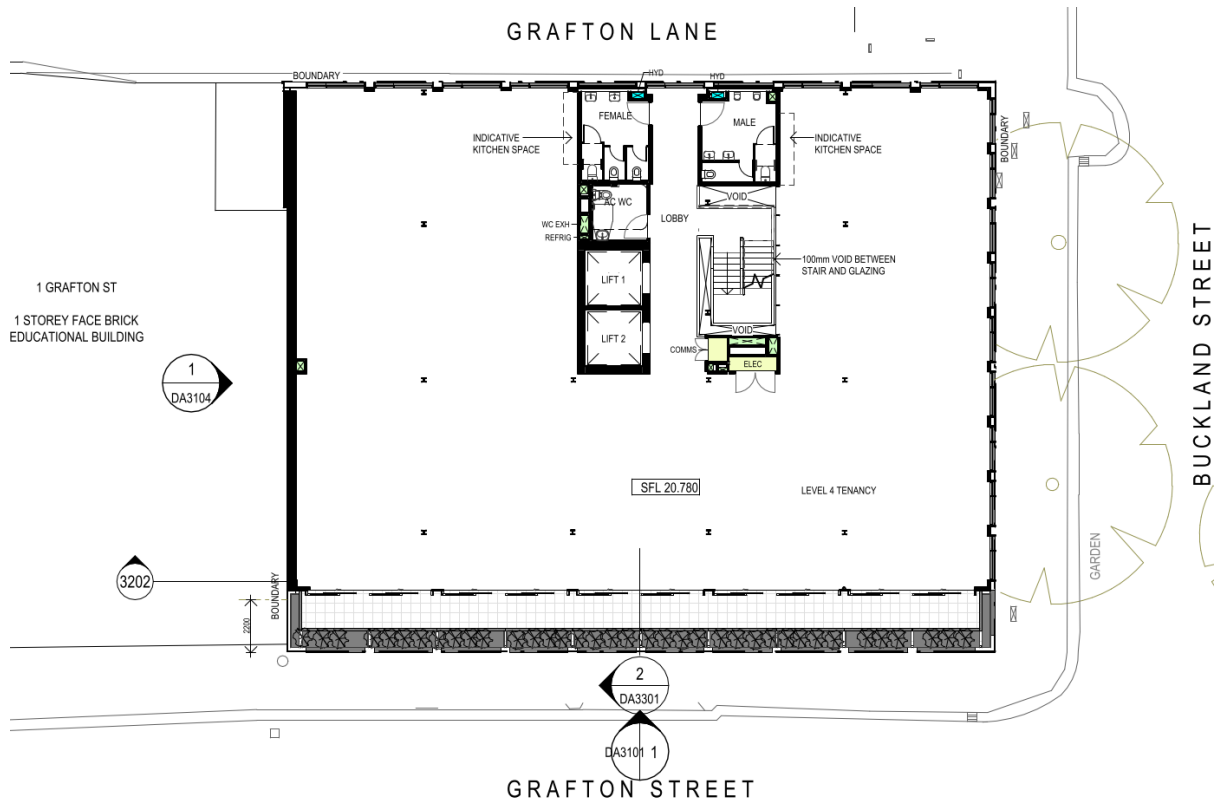 GRAFTON LANE
BOUNDARY
HYD
HYD
FEMALE
MALE
INDICATIVE
KITCHEN SPACE
INDICATIVE
KITCHEN SPACE
BOUNDARY
VOID
AC WC
LOBBY
WC EXH
REFRIG
100mm VOID BETWEEN
STAIR AND GLAZING
LIFT 1
1 GRAFTON ST
1 STOREY FACE BRICK
EDUCATIONAL BUILDING
LIFT 2
VOID
COMMS
ELEC
1
DA3104
BUCKLAND STREET
SFL 20.780
LEVEL 4 TENANCY
GARDEN
3202
BOUNDARY
2200
2
DA3301
DA3101 1
GRAFTON STREET